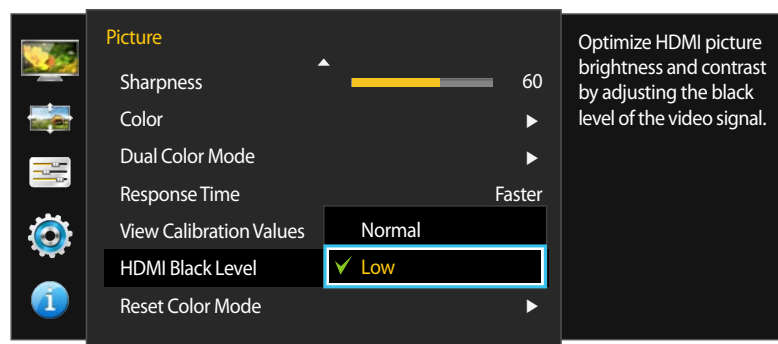 Picture
Sharpness 60
Color
Dual Color Mode
Response Time Faster
View Calibration Values
Normal
HDMI Black Level
Low
Reset Color Mode
Optimize HDMI picture
brightness and contrast
by adjusting the black
level of the video signal.